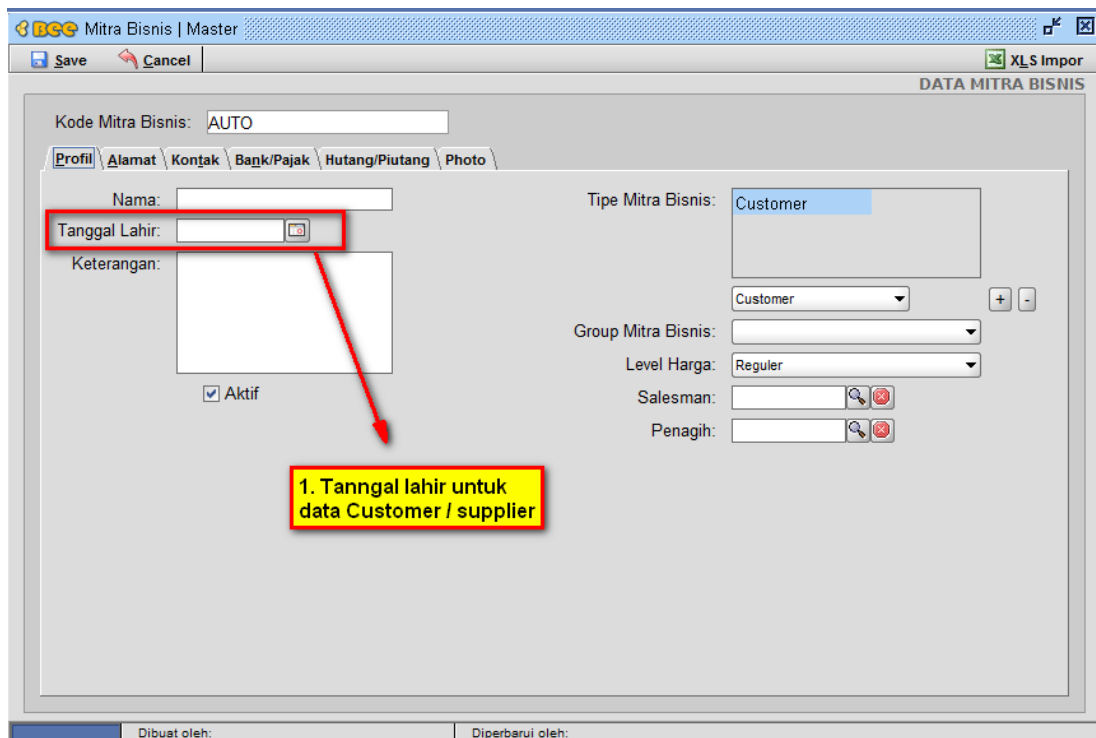 Bee Mitra Bisnis | Master
Save Cancel XLS Impor
DATA MITRA BISNIS
Kode Mitra Bisnis: AUTO
Profil Alamat Kontak Bank/Pajak Hutang/Piutang Photo
Nama:
Tanggal Lahir:
Keterangan:
Aktif
Tipe Mitra Bisnis: Customer
Customer + -
Group Mitra Bisnis:
Level Harga: Reguler
Salesman:
Penagih:
1. Tanngal lahir untuk
data Customer / supplier
Dibuat oleh: Diperbarui oleh: